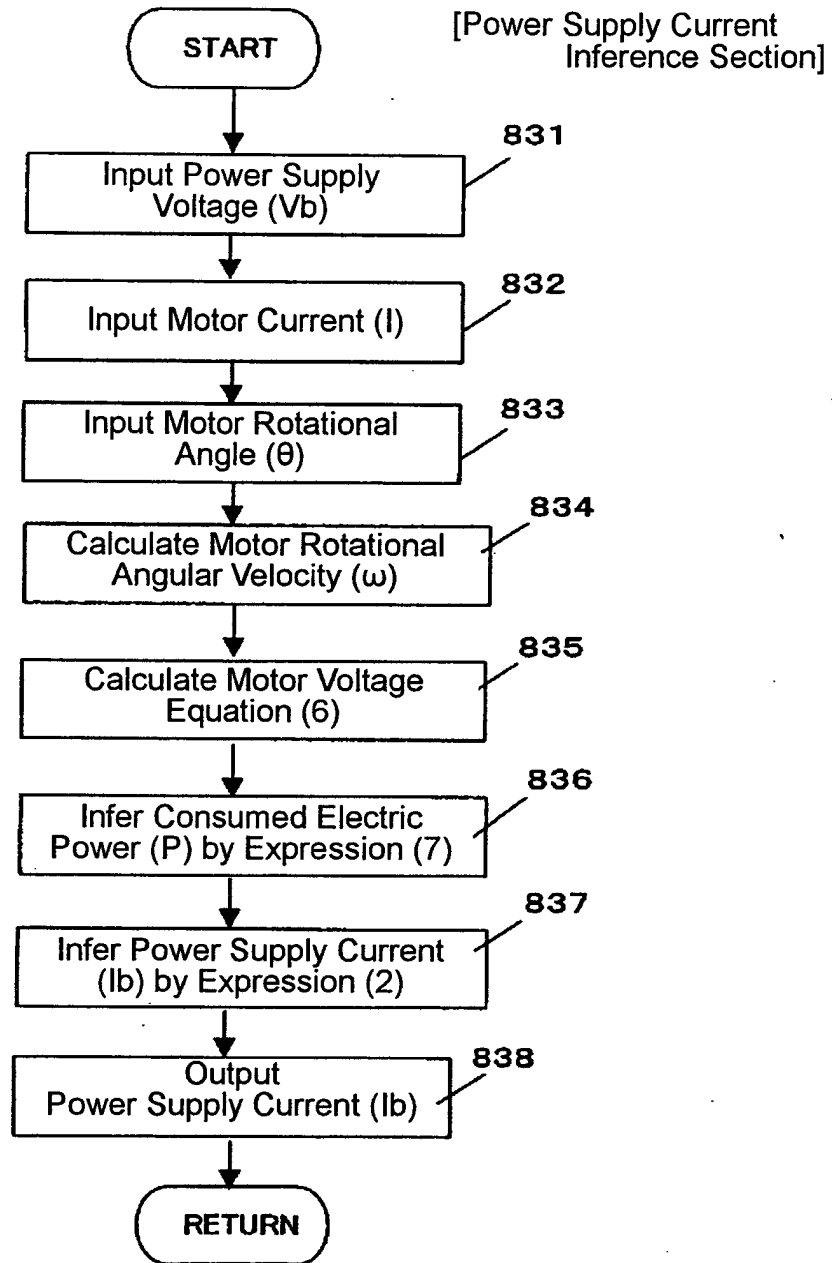 START
[Power Supply Current
Inference Section]
831
Input Power Supply
Voltage (Vb)
832
Input Motor Current (I)
833
Input Motor Rotational
Angle (θ)
834
Calculate Motor Rotational
Angular Velocity (ω)
835
Calculate Motor Voltage
Equation (6)
836
Infer Consumed Electric
Power (P) by Expression (7)
837
Infer Power Supply Current
(Ib) by Expression (2)
838
Output
Power Supply Current (Ib)
RETURN